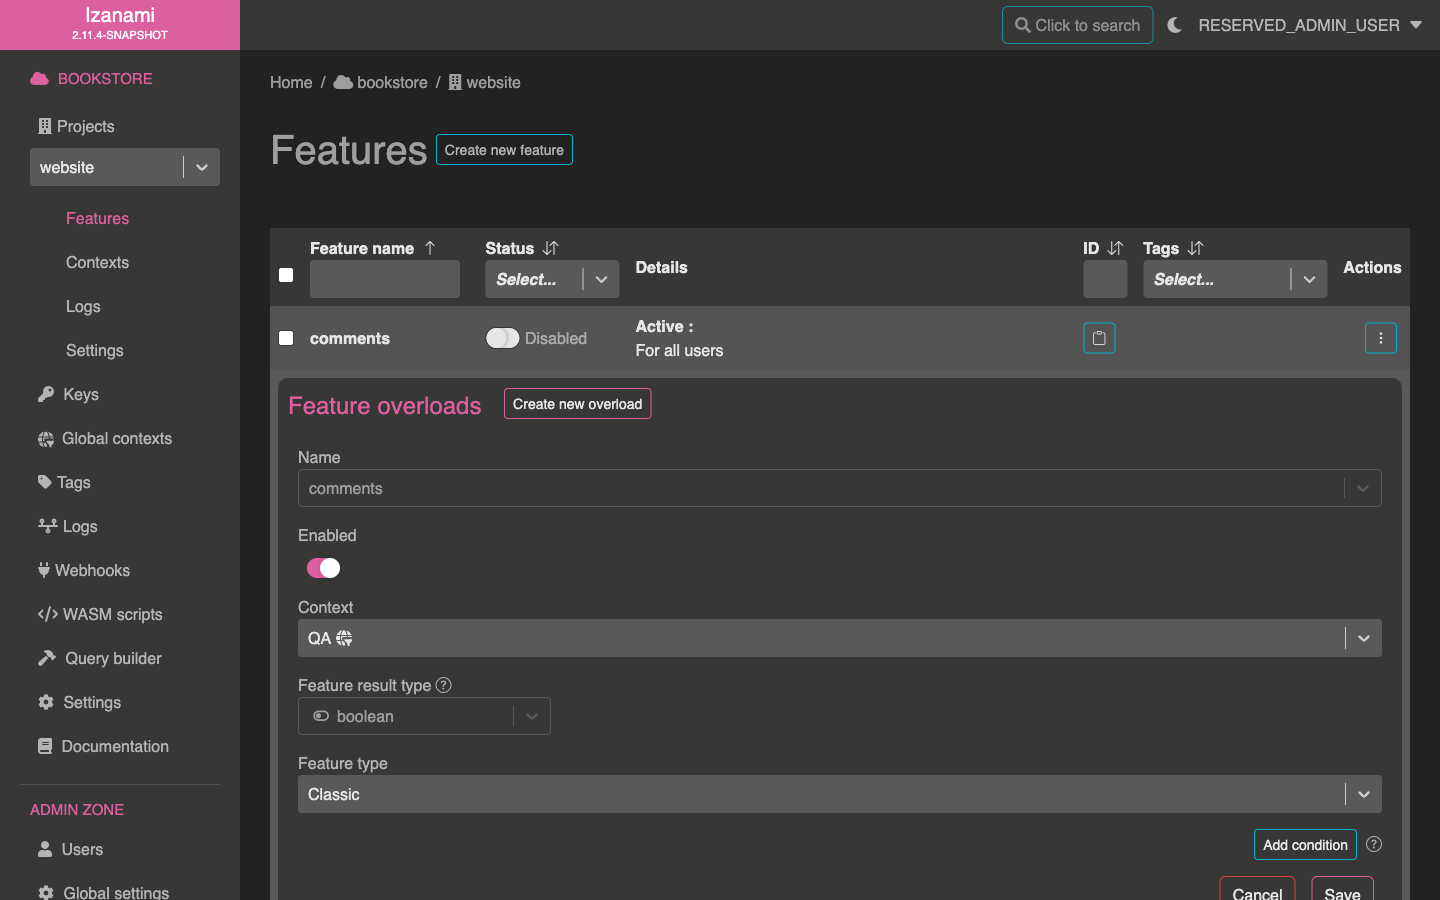 Izanami
2.11.4-SNAPSHOT
Click to search
RESERVED_ADMIN_USER
BOOKSTORE
Projects
website
Features
Contexts
Logs
Settings
Keys
Global contexts
Tags
Logs
Webhooks
WASM scripts
Query builder
Settings
Documentation
ADMIN ZONE
Users
Global settings
Home / bookstore / website
Features
Create new feature
Feature name
Status
Select...
Details
ID
Tags
Select...
Actions
comments
Disabled
Active :
For all users
Feature overloads
Create new overload
Name
comments
Enabled
Context
QA
Feature result type
boolean
Feature type
Classic
Add condition
Cancel
Save